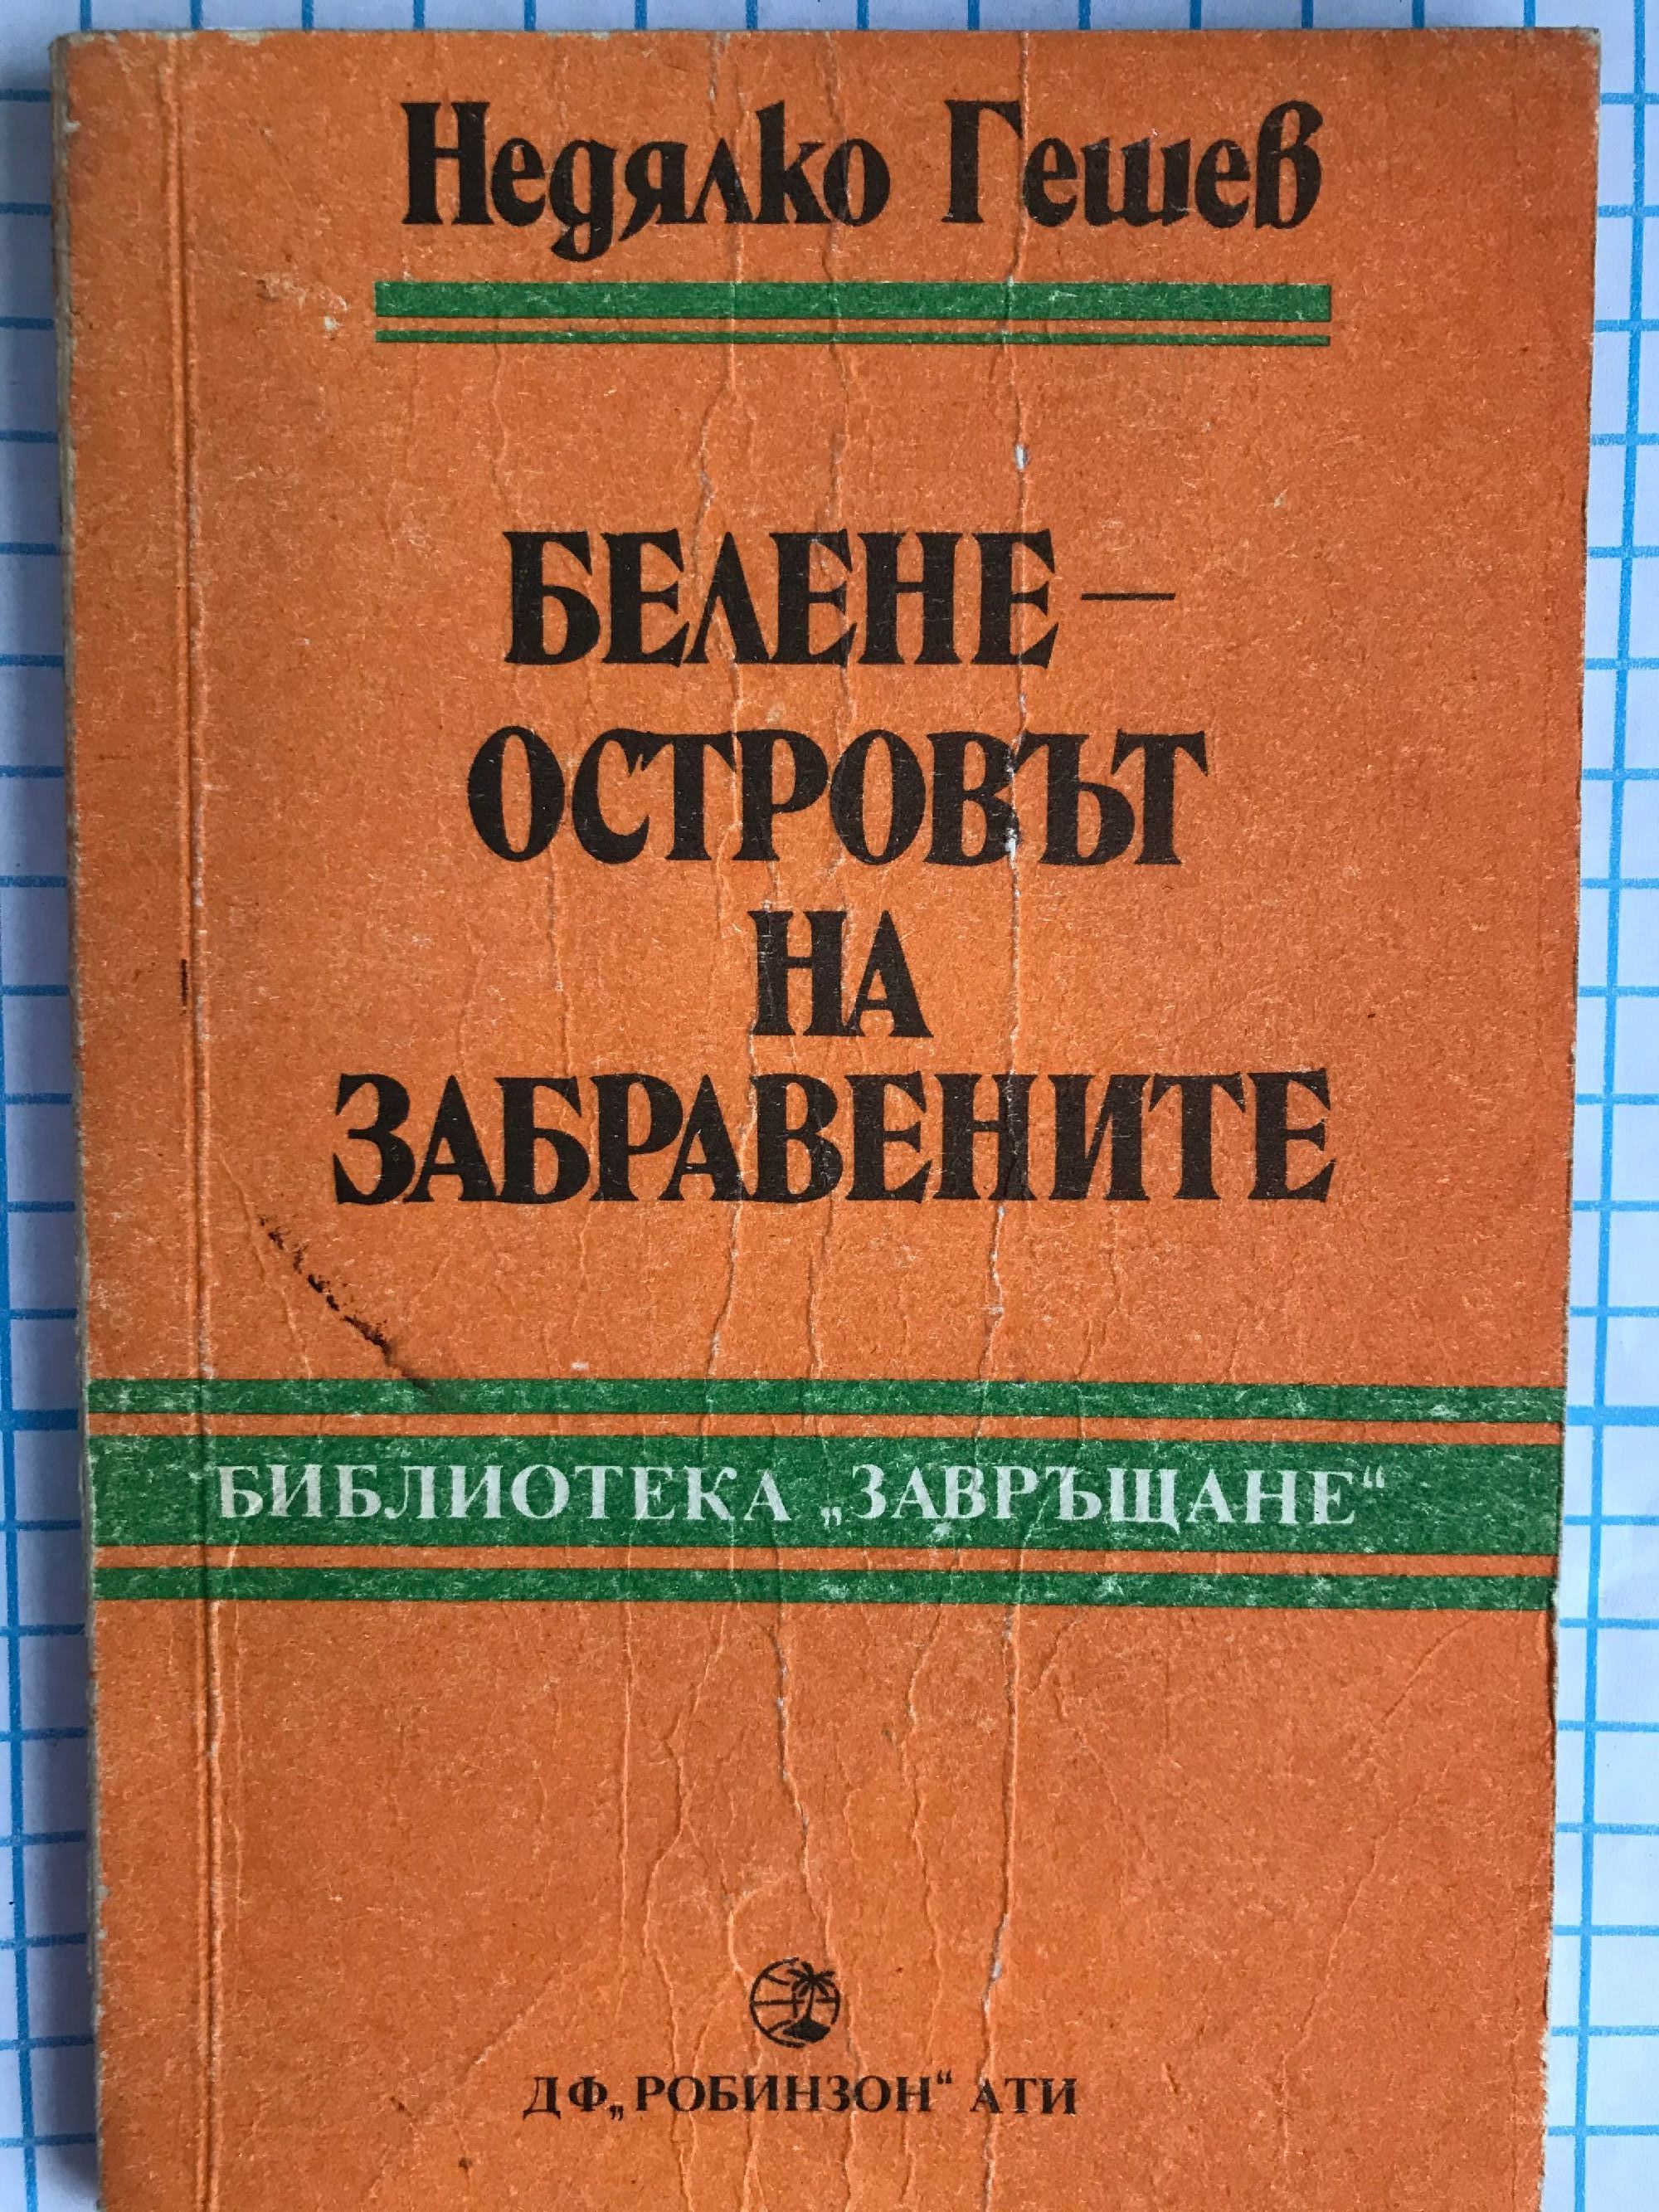 Недялко Гешев
БЕЛЕНЕ —
ОСТРОВЪТ
НА
ЗАБРАВЕНИТЕ
БИБЛИОТЕКА „ЗАВРЪЩАНЕ“
ДФ „РОБИНЗОН“ АТИ